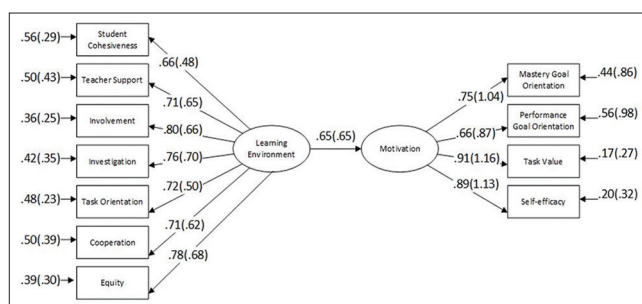 .56(.29)
Student
Cohesiveness
.66(.48)
.50(.43)
Teacher Support
.71(.65)
.36(.25)
Involvement
.80(.66)
.42(.35)
Investigation
.76(.70)
.48(.23)
Task Orientation
.72(.50)
.50(.39)
Cooperation
.71(.62)
.39(.30)
Equity
.78(.68)
Learning
Environment
.65(.65)
Motivation
.75(1.04)
Mastery Goal
Orientation
.44(.86)
.66(.87)
Performance
Goal Orientation
.56(.98)
.91(1.16)
Task Value
.17(.27)
.89(1.13)
Self-efficacy
.20(.32)